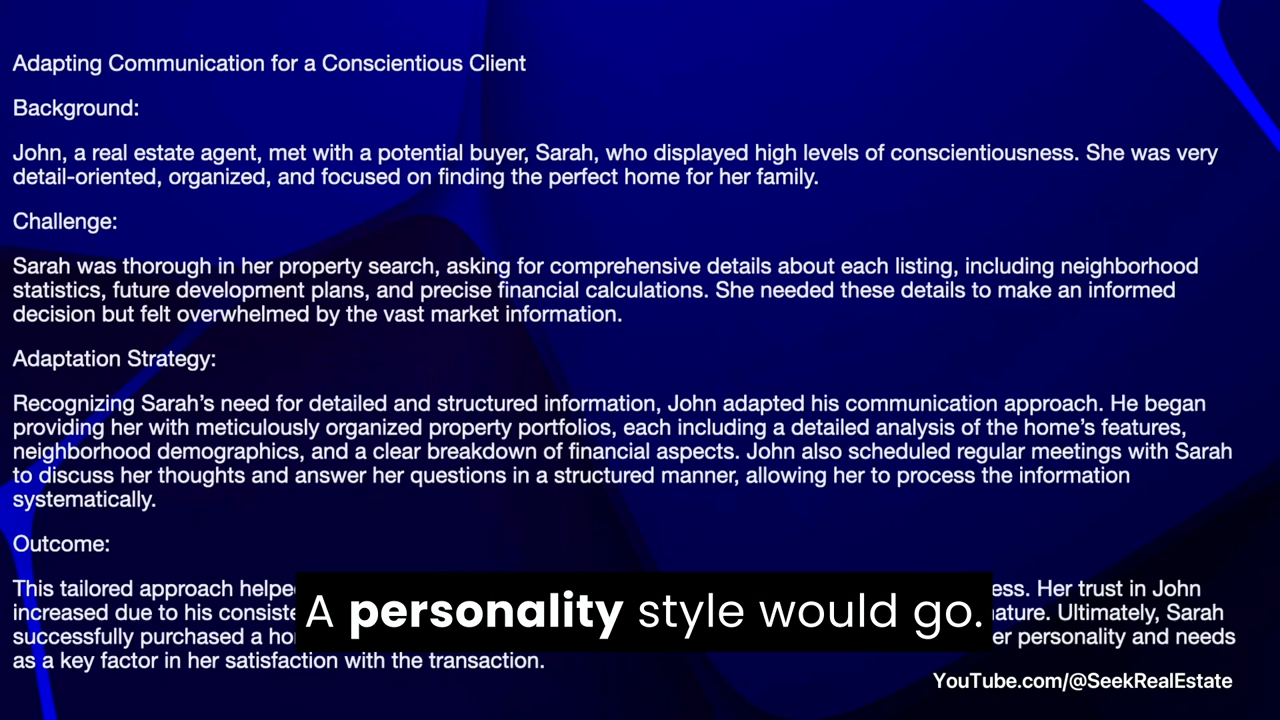 Adapting Communication for a Conscientious Client
Background:
John, a real estate agent, met with a potential buyer, Sarah, who displayed high levels of conscientiousness. She was very
detail-oriented, organized, and focused on finding the perfect home for her family.
Challenge:
Sarah was thorough in her property search, asking for comprehensive details about each listing, including neighborhood
statistics, future development plans, and precise financial calculations. She needed these details to make an informed
decision but felt overwhelmed by the vast market information.
Adaptation Strategy:
Recognizing Sarah’s need for detailed and structured information, John adapted his communication approach. He began
providing her with meticulously organized property portfolios, each including a detailed analysis of the home’s features,
neighborhood demographics, and a clear breakdown of financial aspects. John also scheduled regular meetings with Sarah
to discuss her thoughts and answer her questions in a structured manner, allowing her to process the information
systematically.
Outcome:
This tailored approach Her trust in John
increased due to his Ultimately, Sarah
successfully purchased a personality and needs
as a key factor in her satisfaction with the transaction.
A personality style would go.
YouTube.com/@SeekRealEstate